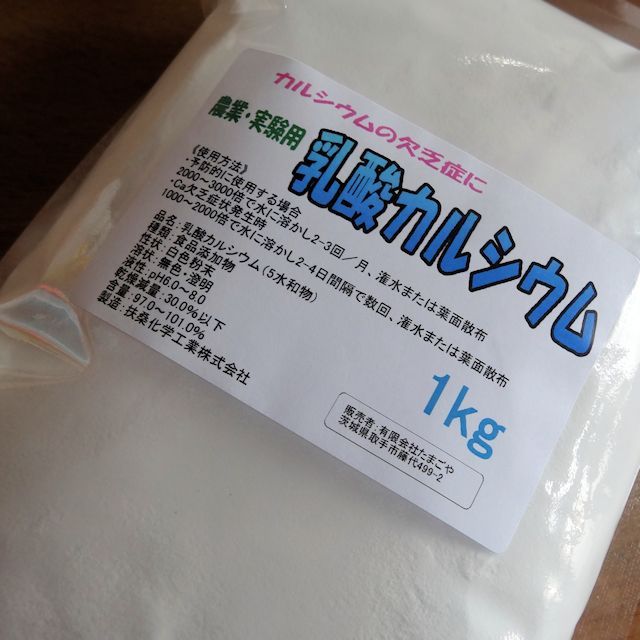 カルシウムの欠乏症に
農業・実験用
乳酸カルシウム
《使用方法》
・予防的に使用する場合
2000~3000倍で水に溶かし2-3回／月、潅水または葉面散布
・Ca欠乏症状発生時
1000~2000倍で水に溶かし2-4日間隔で数回、潅水または葉面散布
品名：乳酸カルシウム（5水和物）
種類：食品添加物
性状：白色粉末
溶状：無色・澄明
液性：pH6.0~8.0
乾燥減量：30.0%以下
含量：97.0~101.0%
製造：扶桑化学工業株式会社
1kg
販売者：有限会社たまごや
茨城県取手市藤代499-2